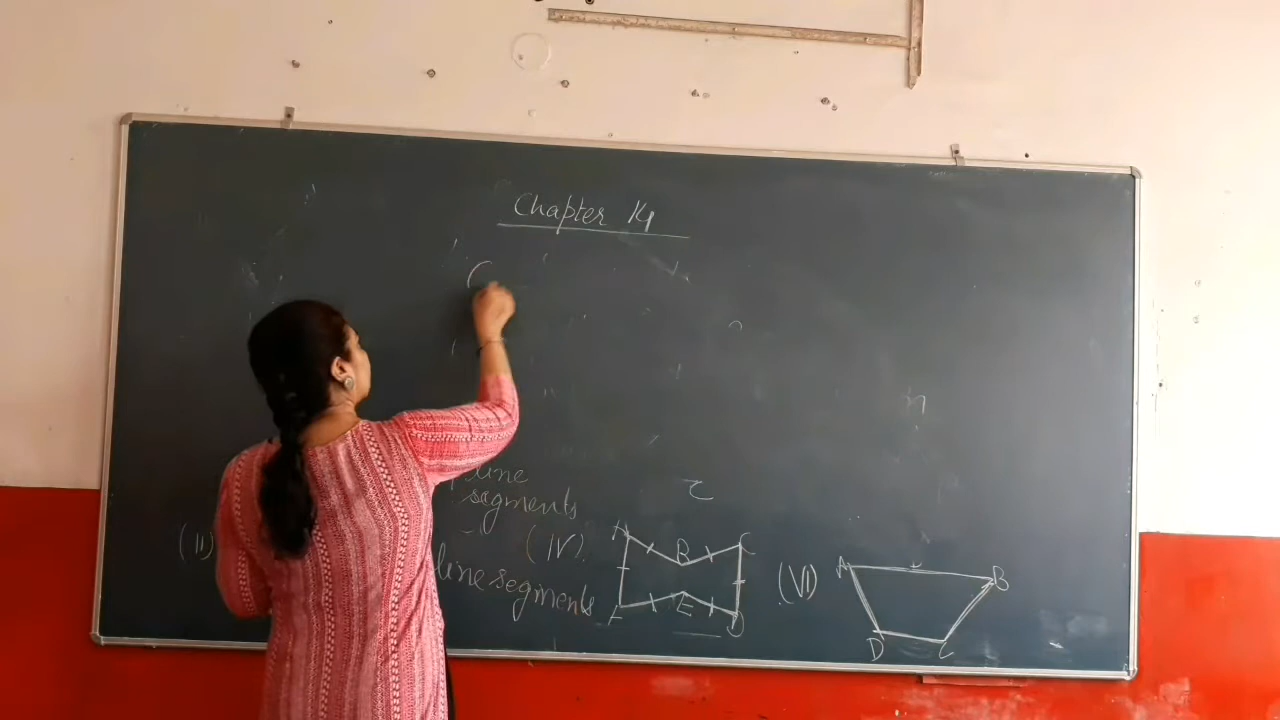 Chapter 14
C
line
segments
(II)
line segments
(IV)
A B C
E D
(VI)
A B
D C